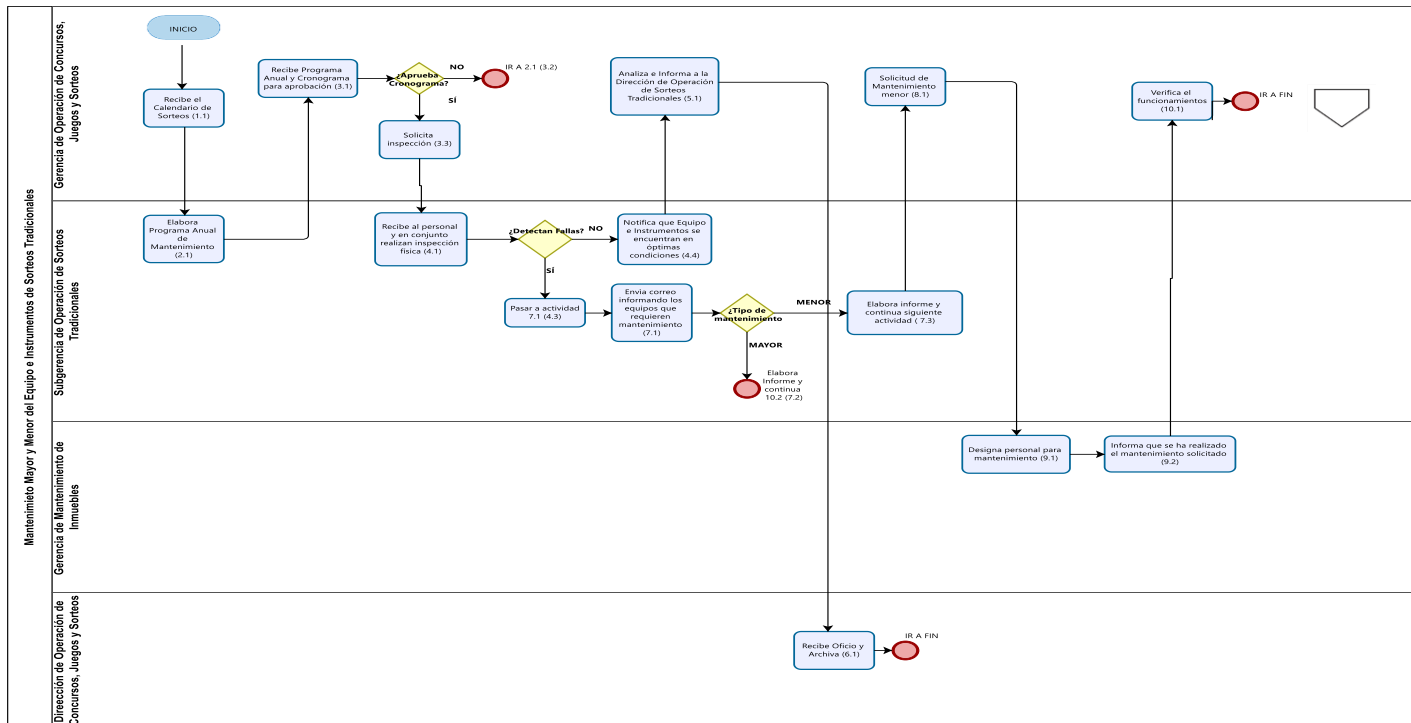 Mantenimieto Mayor y Menor del Equipo e Instrumentos de Sorteos Tradicionales
Gerencia de Operación de Concursos,
Juegos y Sorteos
INICIO
Recibe el
Calendario de
Sorteos (1.1)
Recibe Programa
Anual y Cronograma
para aprobación (3.1)
¿Aprueba
Cronograma?
NO
IR A 2.1 (3.2)
SÍ
Solicita
inspección (3.3)
Analiza e Informa a la
Dirección de Operación
de Sorteos
Tradicionales (5.1)
Solicitud de
Mantenimiento
menor (8.1)
Verifica el
funcionamientos
(10.1)
IR A FIN
Subgerencia de Operación de Sorteos
Tradicionales
Elabora
Programa Anual
de
Mantenimiento
(2.1)
Recibe al personal
y en conjunto
realizan inspección
física (4.1)
¿Detectan Fallas?
NO
Notifica que Equipo
e Instrumentos se
encuentran en
óptimas
condiciones (4.4)
SÍ
Pasar a actividad
7.1 (4.3)
Envia correo
informando los
equipos que
requieren
mantenimiento
(7.1)
¿Tipo de
mantenimiento
MENOR
Elabora informe y
continua siguiente
actividad ( 7.3)
MAYOR
Elabora
Informe y
continua
10.2 (7.2)
Gerencia de Mantenimiento de
Inmuebles
Designa personal para
mantenimiento (9.1)
Informa que se ha realizado
el mantenimiento solicitado
(9.2)
Direección de Operación de
Concursos, Juegos y Sorteos
Recibe Oficio y
Archiva (6.1)
IR A FIN